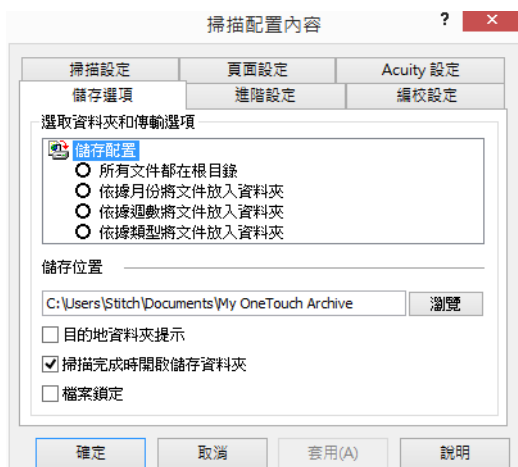 掃描配置內容
?
×
掃描設定
頁面設定
Acuity 設定
儲存選項
進階設定
編校設定
選取資料夾和傳輸選項
儲存配置
所有文件都在根目錄
依據月份將文件放入資料夾
依據週數將文件放入資料夾
依據類型將文件放入資料夾
儲存位置
C:\Users\Stitch\Documents\My OneTouch Archive
瀏覽
目的地資料夾提示
掃描完成時開啟儲存資料夾
檔案鎖定
確定
取消
套用(A)
說明